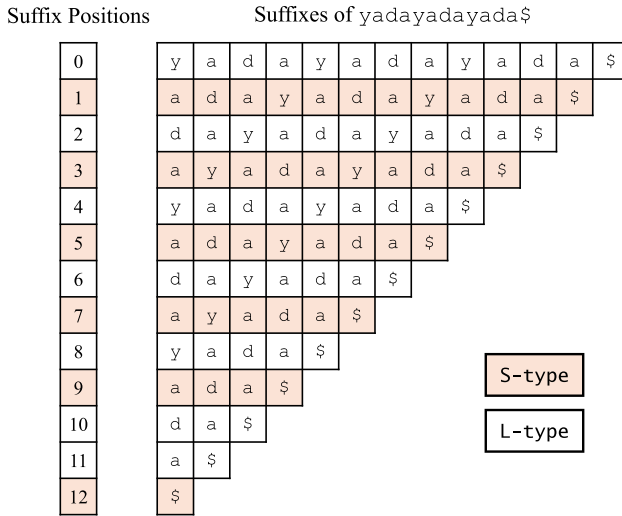 Suffix Positions Suffixes of yadayadayada$
0 y a d a y a d a y a d a $
1 a d a y a d a y a d a $
2 d a y a d a y a d a $
3 a y a d a y a d a $
4 y a d a y a d a $
5 a d a y a d a $
6 d a y a d a $
7 a y a d a $
8 y a d a $
9 a d a $
10 d a $
11 a $
12 $
S-type
L-type